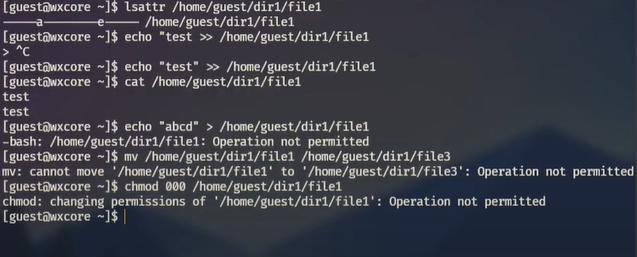 [guest@wxcore ~]$ lsattr /home/guest/dir1/file1
-----a--------e----- /home/guest/dir1/file1
[guest@wxcore ~]$ echo "test >> /home/guest/dir1/file1
> ^C
[guest@wxcore ~]$ echo "test" >> /home/guest/dir1/file1
[guest@wxcore ~]$ cat /home/guest/dir1/file1
test
test
[guest@wxcore ~]$ echo "abcd" > /home/guest/dir1/file1
-bash: /home/guest/dir1/file1: Operation not permitted
[guest@wxcore ~]$ mv /home/guest/dir1/file1 /home/guest/dir1/file3
mv: cannot move '/home/guest/dir1/file1' to '/home/guest/dir1/file3': Operation not permitted
[guest@wxcore ~]$ chmod 000 /home/guest/dir1/file1
chmod: changing permissions of '/home/guest/dir1/file1': Operation not permitted
[guest@wxcore ~]$